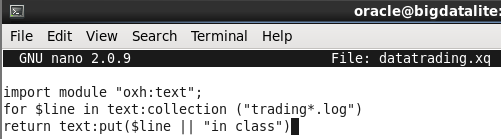 oracle@bigdatalite:
File Edit View Search Terminal Help
GNU nano 2.0.9 File: datatrading.xq
import module "oxh:text";
for $line in text:collection ("trading*.log")
return text:put($line || "in class")